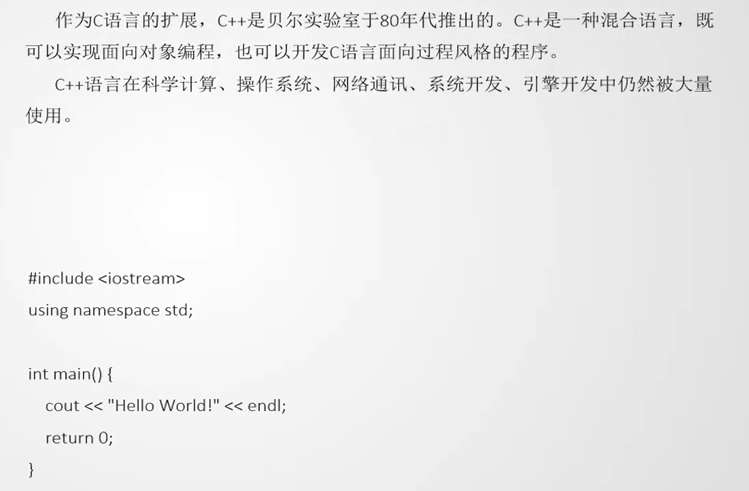 作为C语言的扩展，C++是贝尔实验室于80年代推出的。C++是一种混合语言，既
可以实现面向对象编程，也可以开发C语言面向过程风格的程序。
C++语言在科学计算、操作系统、网络通讯、系统开发、引擎开发中仍然被大量
使用。
#include <iostream>
using namespace std;
int main() {
cout << "Hello World!" << endl;
return 0;
}